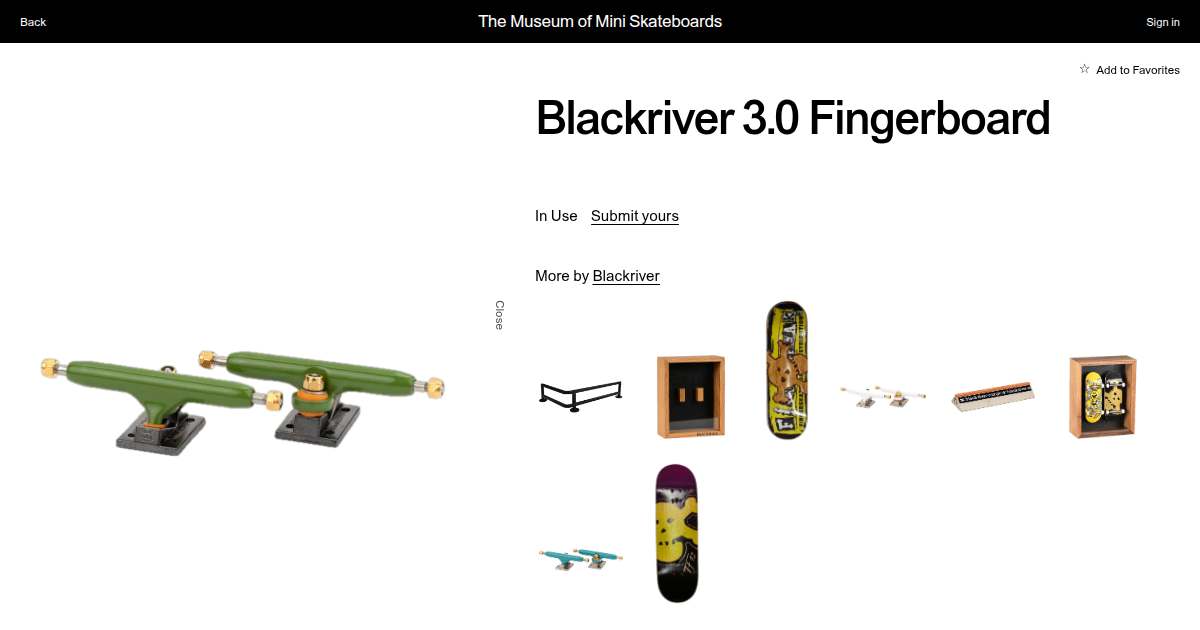 Back
The Museum of Mini Skateboards
Sign in
☆ Add to Favorites
Blackriver 3.0 Fingerboard
In Use Submit yours
More by Blackriver
Close